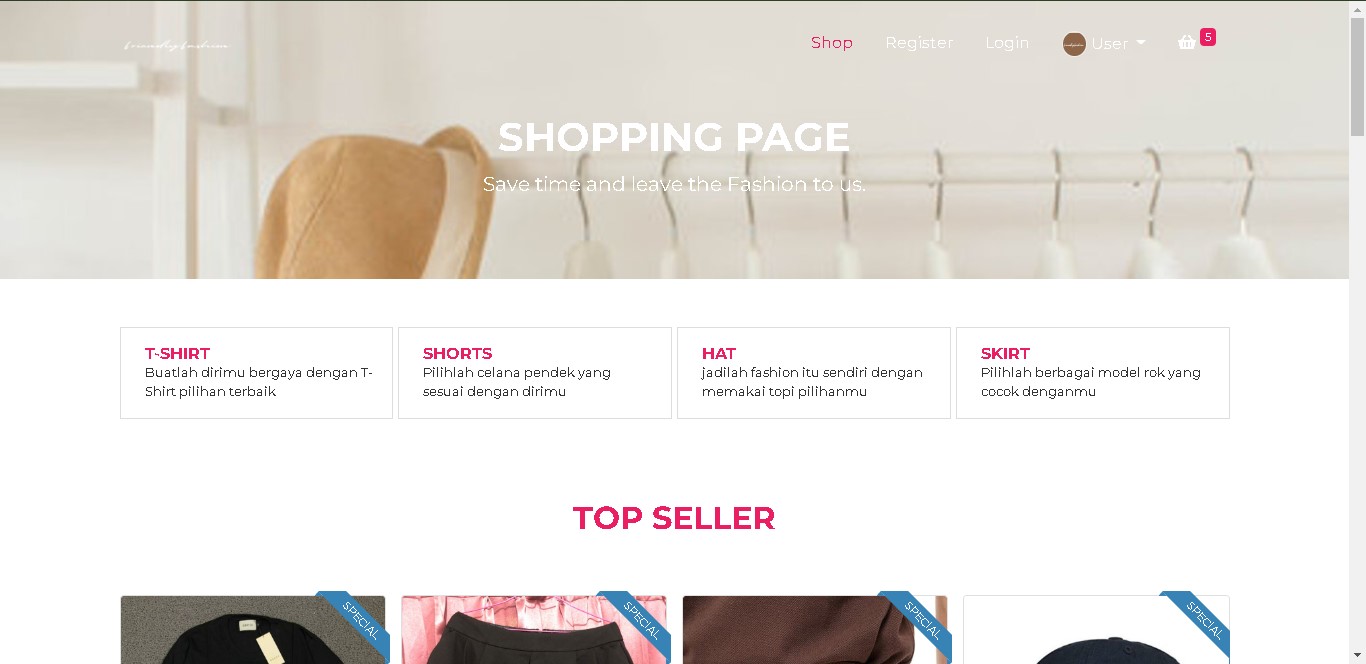 friendlyfashion
Shop Register Login User 5
SHOPPING PAGE
Save time and leave the Fashion to us.
T-SHIRT
Buatlah dirimu bergaya dengan T-
Shirt pilihan terbaik
SHORTS
Pilihlah celana pendek yang
sesuai dengan dirimu
HAT
jadilah fashion itu sendiri dengan
memakai topi pilihanmu
SKIRT
Pilihlah berbagai model rok yang
cocok denganmu
TOP SELLER
SPECIAL
SPECIAL
SPECIAL
SPECIAL